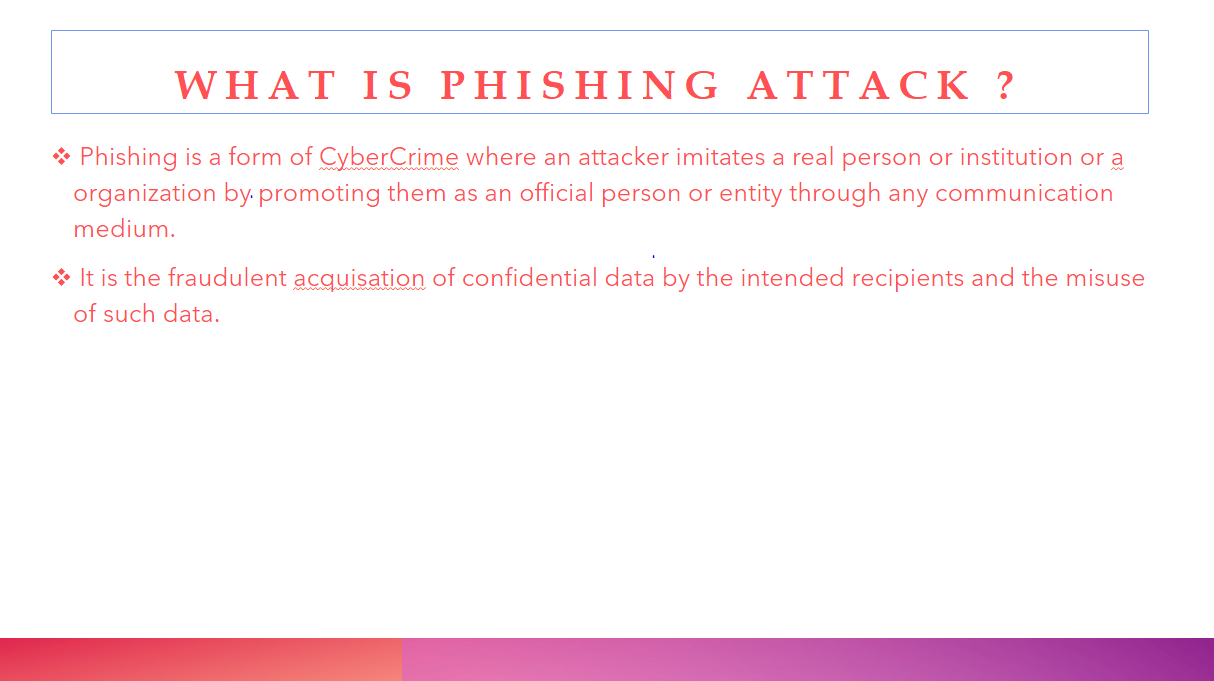 WHAT IS PHISHING ATTACK ?
❖ Phishing is a form of CyberCrime where an attacker imitates a real person or institution or a
organization by promoting them as an official person or entity through any communication
medium.
❖ It is the fraudulent acquisation of confidential data by the intended recipients and the misuse
of such data.